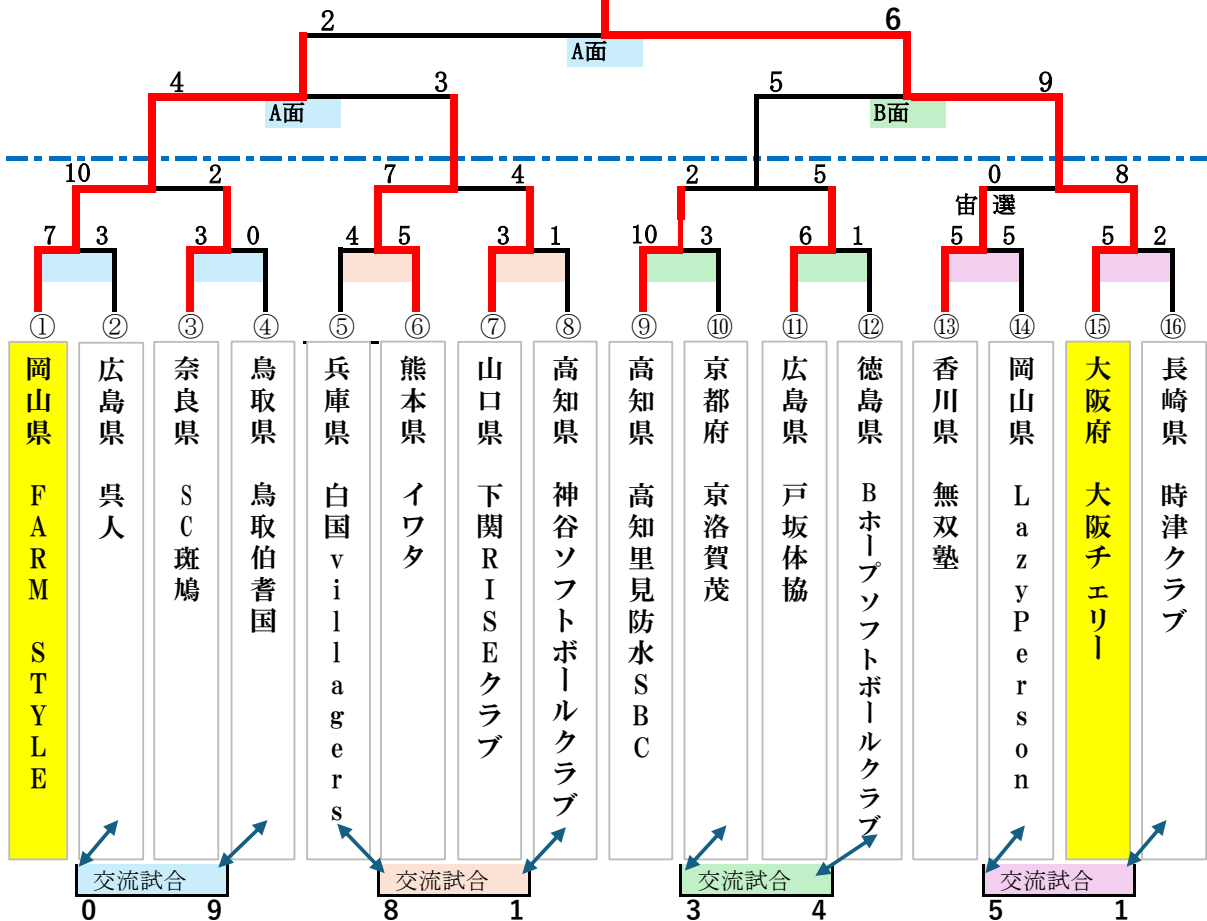 2 6
A面
4 3 5 9
A面 B面
10 2 7 4 2 5 0 8
宙選
7 3 3 0 4 5 3 1 10 3 6 1 5 5 5 2
① ② ③ ④ ⑤ ⑥ ⑦ ⑧ ⑨ ⑩ ⑪ ⑫ ⑬ ⑭ ⑮ ⑯
岡山県 FARM STYLE
広島県 呉人
奈良県 SC斑鳩
鳥取県 鳥取伯耆国
兵庫県 白国villagers
熊本県 イワタ
山口県 下関RISEクラブ
高知県 神谷ソフトボールクラブ
高知県 高知里見防水SBC
京都府 京洛賀茂
広島県 戸坂体協
徳島県 Bホープソフトボールクラブ
香川県 無双塾
岡山県 LazyPerson
大阪府 大阪チェリー
長崎県 時津クラブ
交流試合 交流試合 交流試合 交流試合
0 9 8 1 3 4 5 1